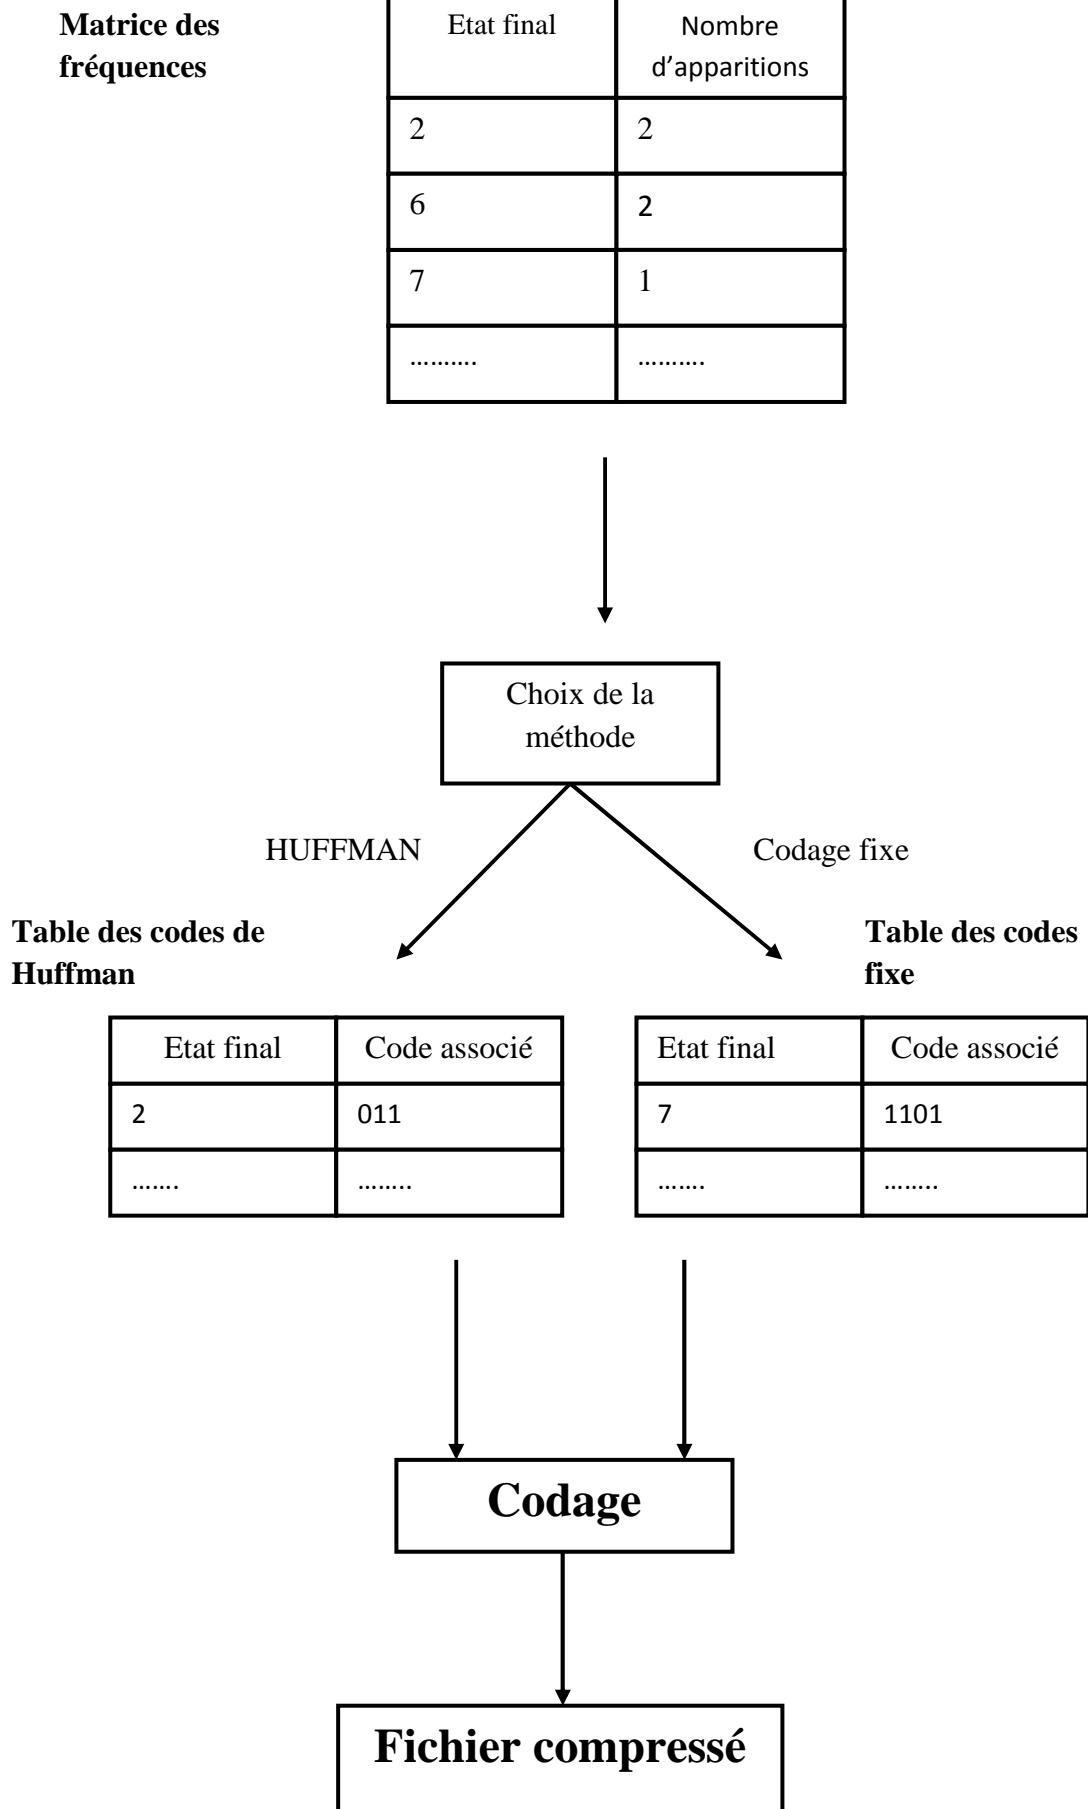 Matrice des
fréquences
Etat final
Nombre
d’apparitions
2
2
6
2
7
1
……….
……….
Choix de la
méthode
HUFFMAN
Codage fixe
Table des codes de
Huffman
Table des codes
fixe
Etat final
Code associé
2
011
…….
……..
Etat final
Code associé
7
1101
…….
……..
Codage
Fichier compressé